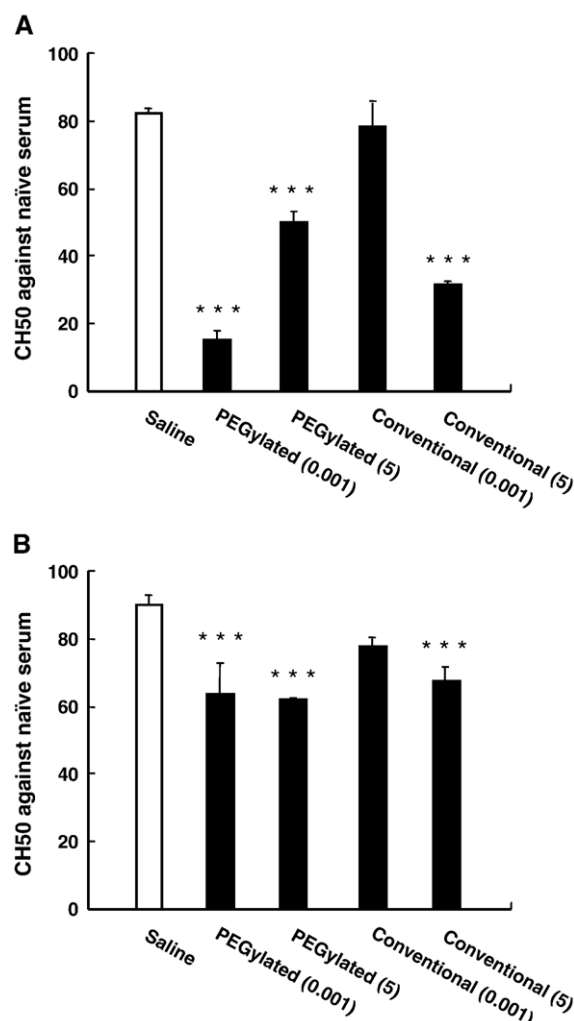 A
100
80
60
40
20
0
CH50 against naïve serum
* * *
* * *
* * *
Saline
PEGylated (0.001)
PEGylated (5)
Conventional (0.001)
Conventional (5)
B
100
80
60
40
20
0
CH50 against naïve serum
* * *
* * *
* * *
Saline
PEGylated (0.001)
PEGylated (5)
Conventional (0.001)
Conventional (5)